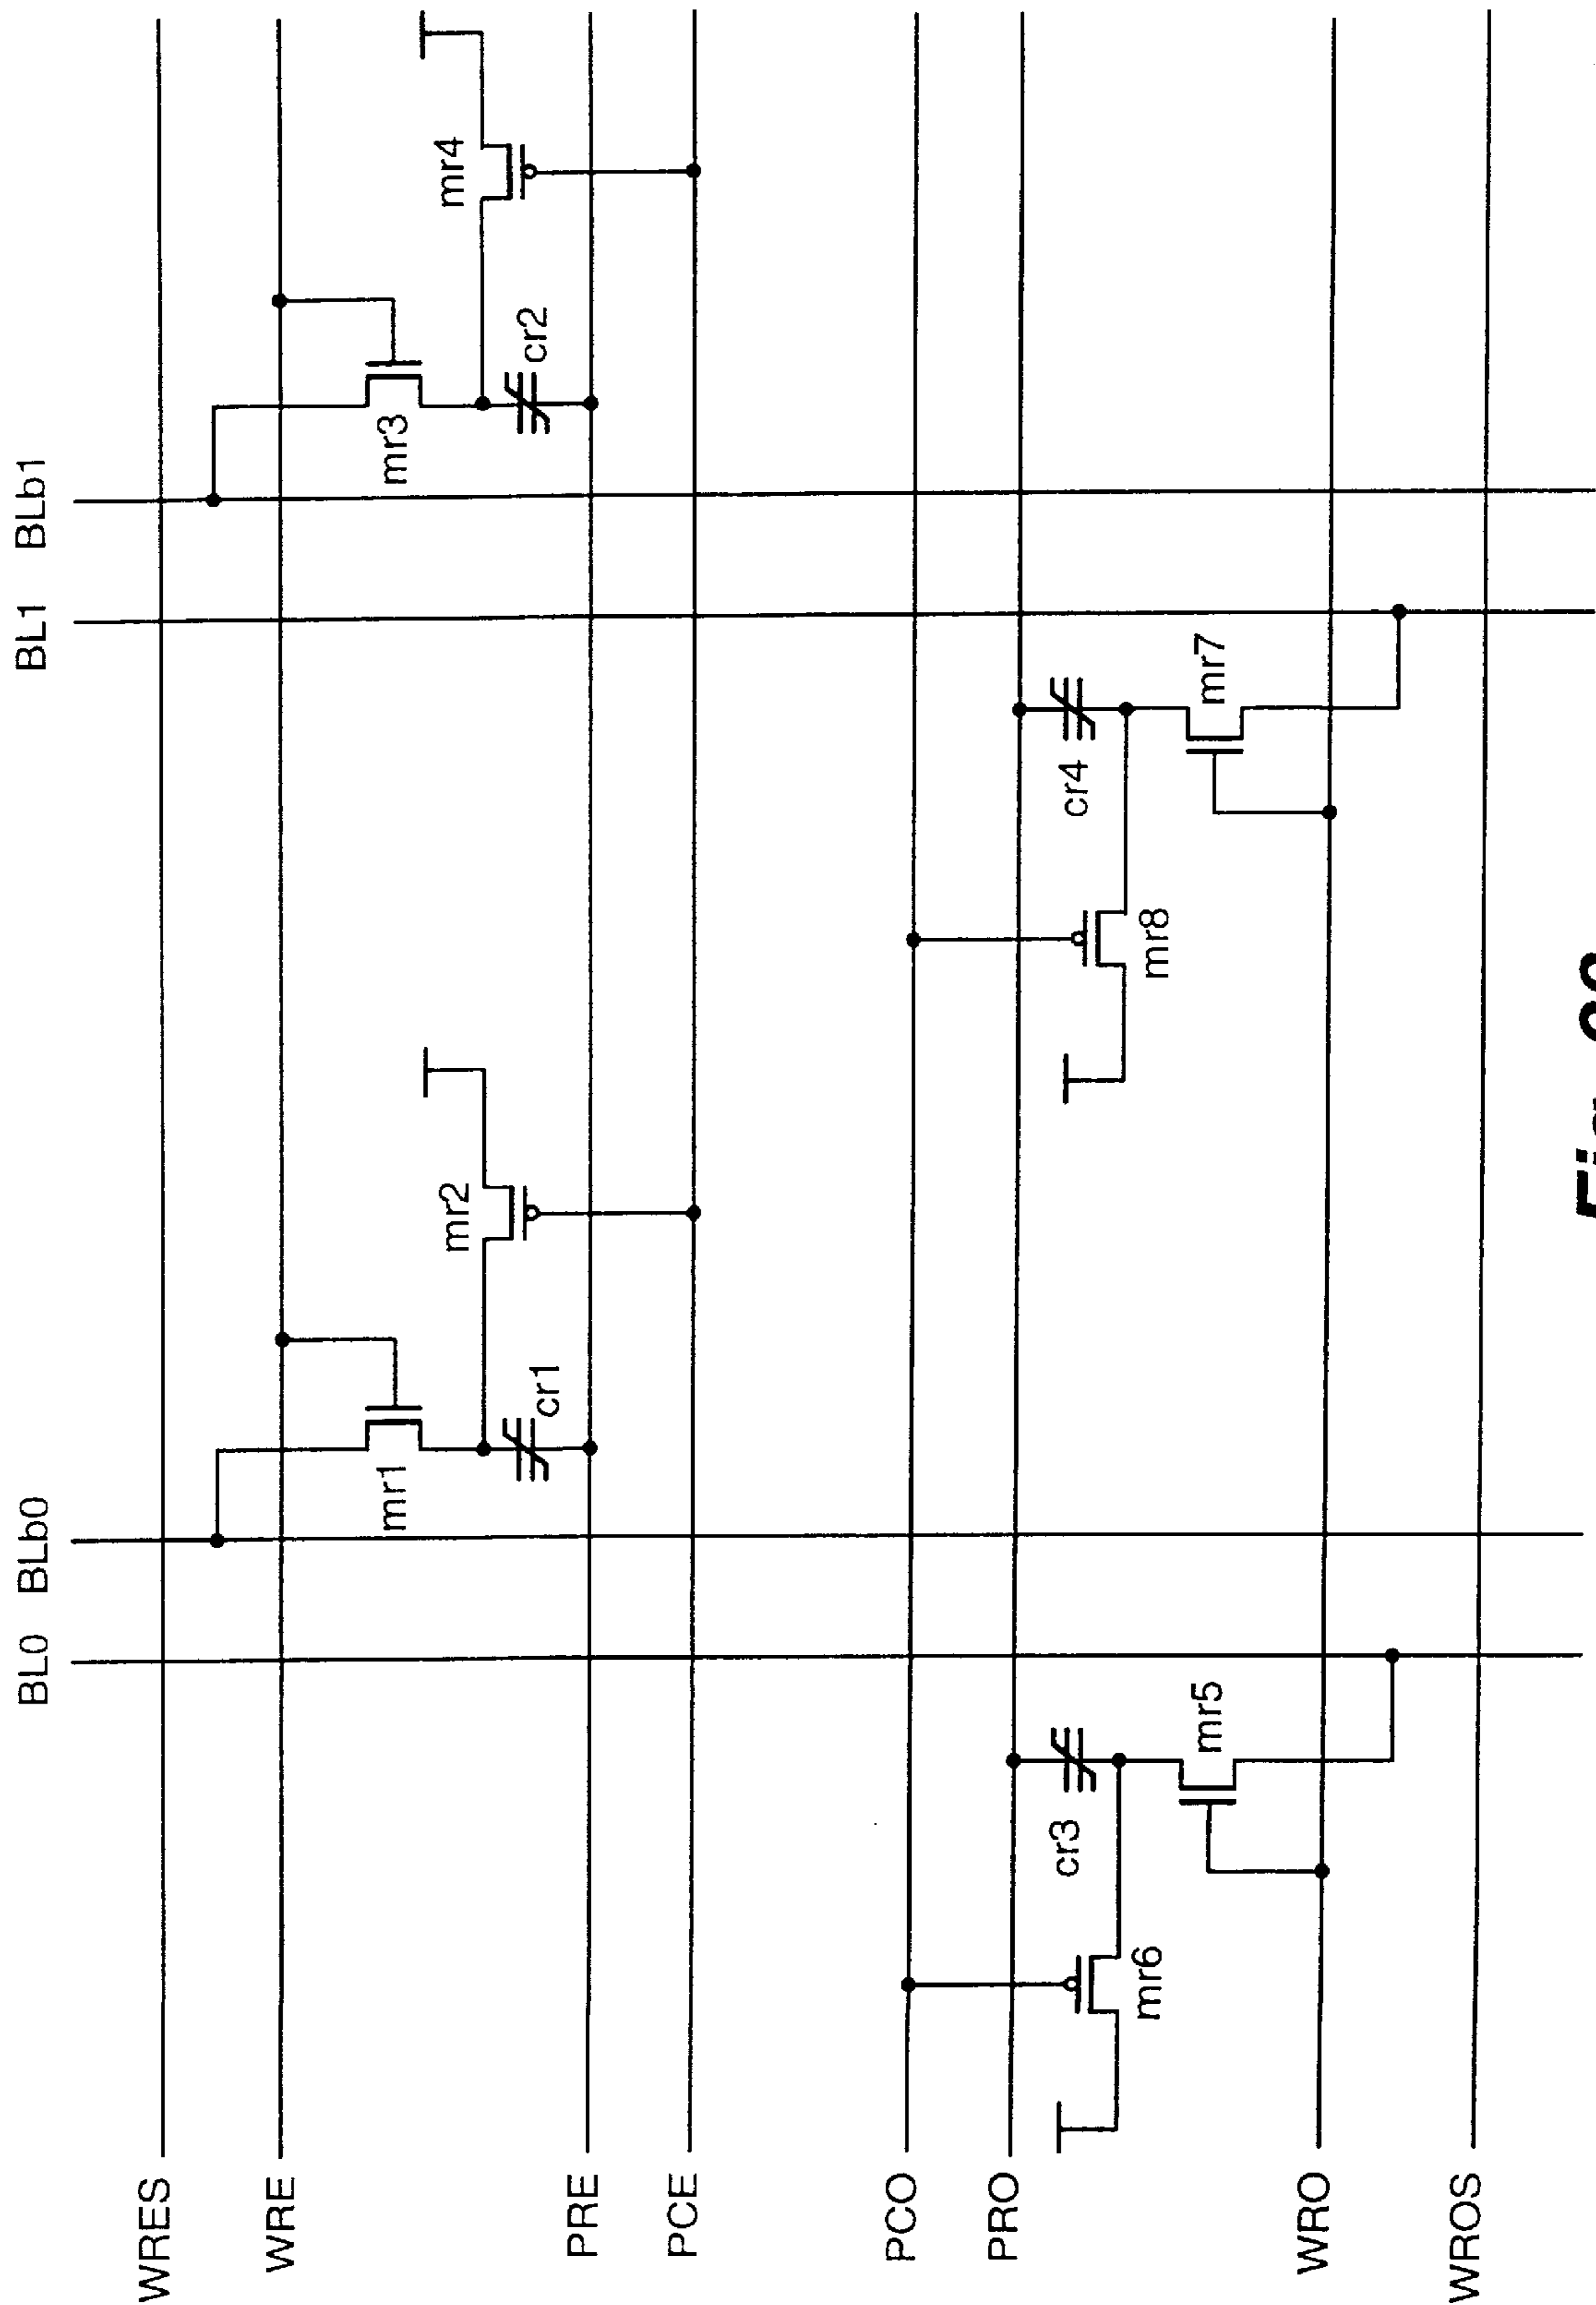 BL0 BLb0
BL1 BLb1
WRES
WRE
mr1
mr2
mr3
mr4
cr1
cr2
PRE
PCE
PCO
PRO
cr3
cr4
mr6
mr5
mr8
mr7
WRO
WROS